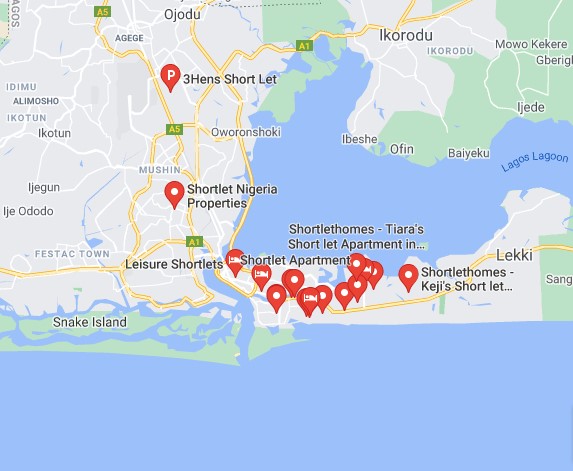 LAGOS
A5
Ojodu
AGEGE
A1
Ikorodu
IKORODU
Mowo Kekere
Gberigb
P
3Hens Short Let
IDIMU
ALIMOSHO
IKOTUN
Ikotun
A5
Oworonshoki
Ijede
Ibeshe
Ofin
Baiyeku
Lagos Lagoon
MUSHIN
Ijegun
Shortlet Nigeria
Properties
Ije Ododo
A1
Shortlethomes - Tiara's
Short let Apartment in...
FESTAC TOWN
Leisure Shortlets
Shortlet Apartment
Lekki
Shortlethomes -
Keji's Short let...
Sang
Snake Island